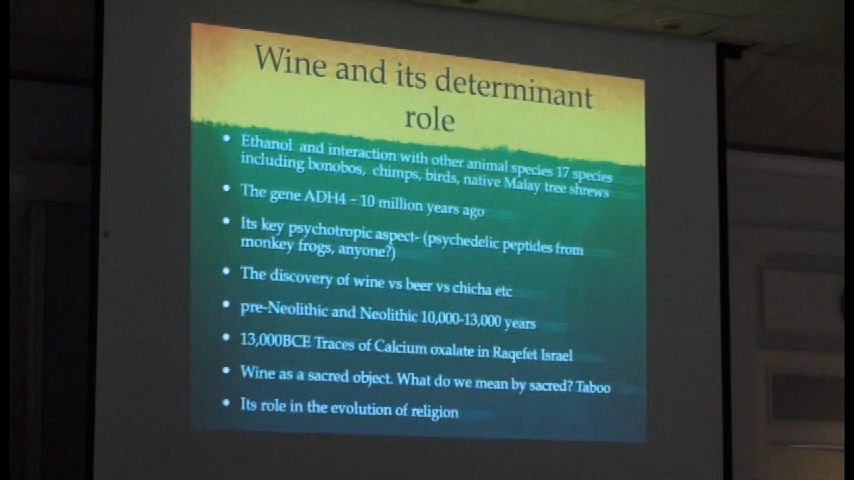 Wine and its determinant
role
• Ethanol and interaction with other animal species 17 species
including bonobos, chimps, birds, native Malay tree shrews
• The gene ADH4 – 10 million years ago
• Its key psychotropic aspect- (psychedelic peptides from
monkey frogs, anyone?)
• The discovery of wine vs beer vs chicha etc
• pre-Neolithic and Neolithic 10,000-13,000 years
• 13,000BCE Traces of Calcium oxalate in Raqefet Israel
• Wine as a sacred object. What do we mean by sacred? Taboo
• Its role in the evolution of religion